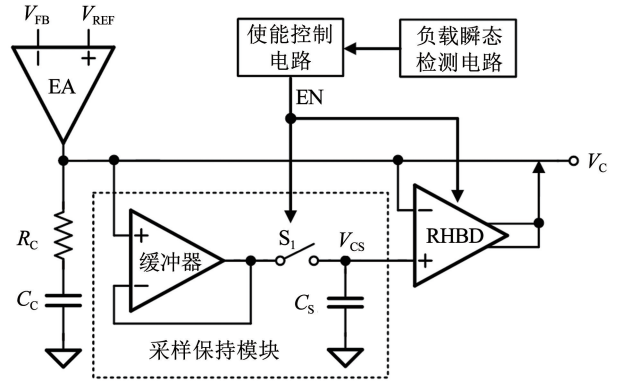 V_FB V_REF
− +
EA
使能控制
电路
负载瞬态
检测电路
EN
V_C
R_C
C_C
+
缓冲器
−
S_1
V_CS
C_S
−
RHBD
+
采样保持模块